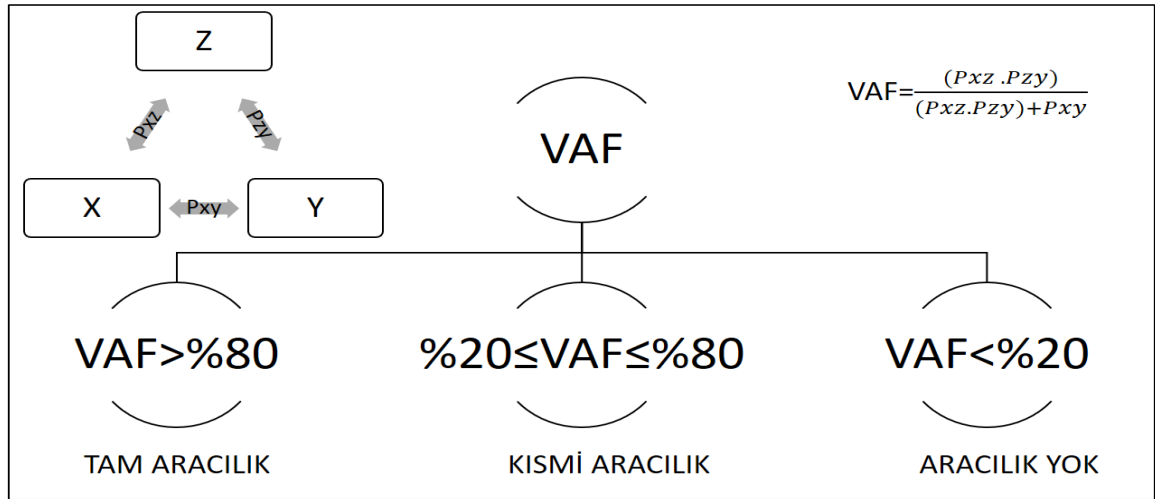 Z
Pxz
Pzy
X
Pxy
Y
VAF=(Pxz .Pzy)/(Pxz.Pzy)+Pxy
VAF
VAF>%80
%20≤VAF≤%80
VAF<%20
TAM ARACILIK
KISMİ ARACILIK
ARACILIK YOK